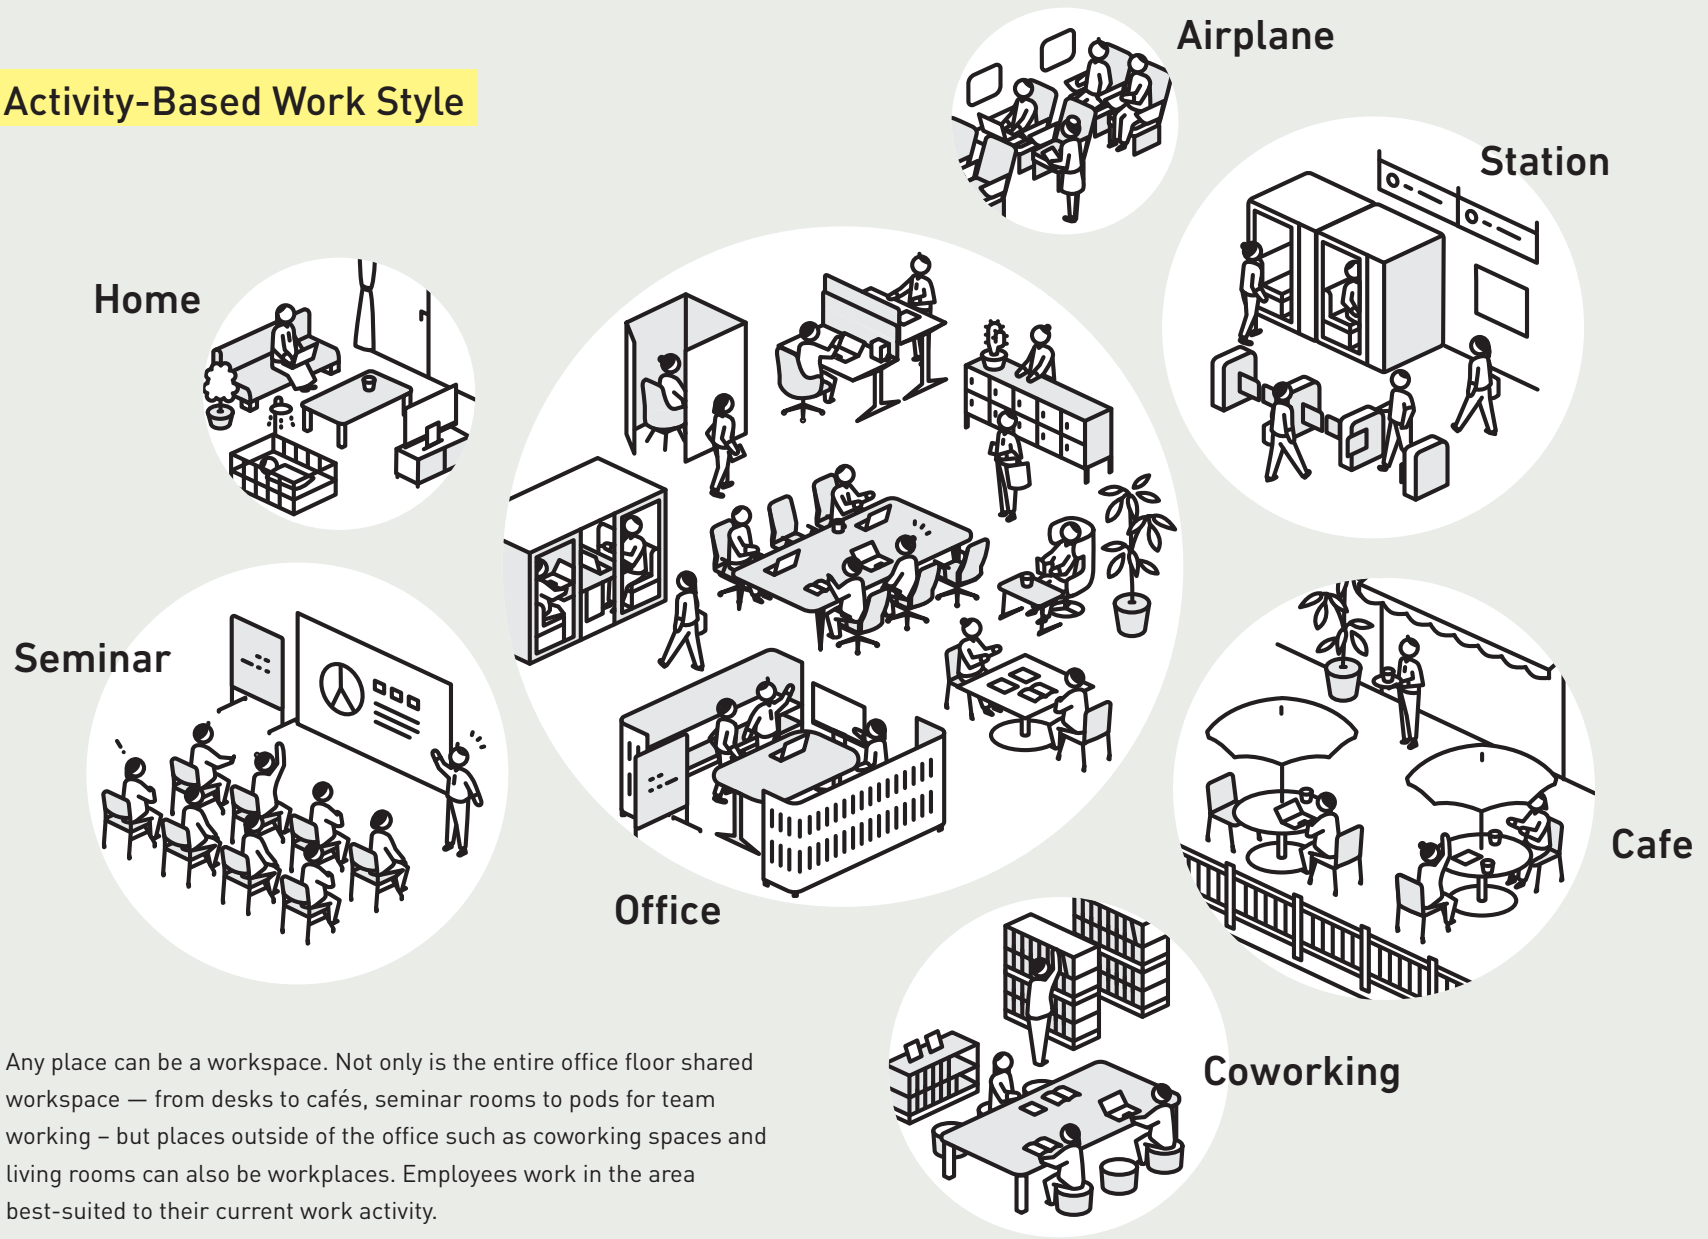 Activity-Based Work Style
Airplane
Station
Home
Seminar
Office
Cafe
Coworking
Any place can be a workspace. Not only is the entire office floor shared
workspace — from desks to cafés, seminar rooms to pods for team
working – but places outside of the office such as coworking spaces and
living rooms can also be workplaces. Employees work in the area
best-suited to their current work activity.